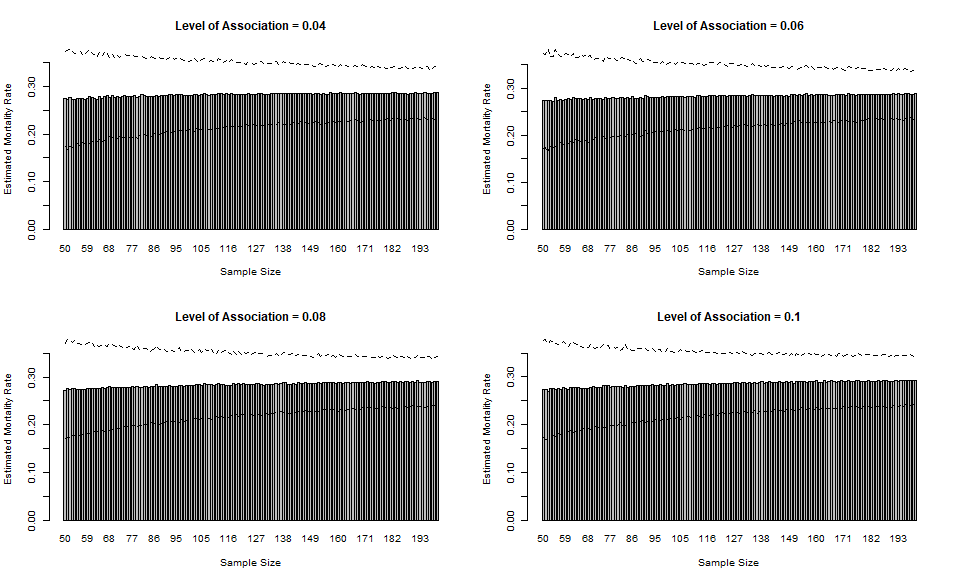 Level of Association = 0.04
Estimated Mortality Rate
0.00 0.10 0.20 0.30
50 59 68 77 86 95 105 116 127 138 149 160 171 182 193
Sample Size
Level of Association = 0.06
Estimated Mortality Rate
0.00 0.10 0.20 0.30
50 59 68 77 86 95 105 116 127 138 149 160 171 182 193
Sample Size
Level of Association = 0.08
Estimated Mortality Rate
0.00 0.10 0.20 0.30
50 59 68 77 86 95 105 116 127 138 149 160 171 182 193
Sample Size
Level of Association = 0.1
Estimated Mortality Rate
0.00 0.10 0.20 0.30
50 59 68 77 86 95 105 116 127 138 149 160 171 182 193
Sample Size